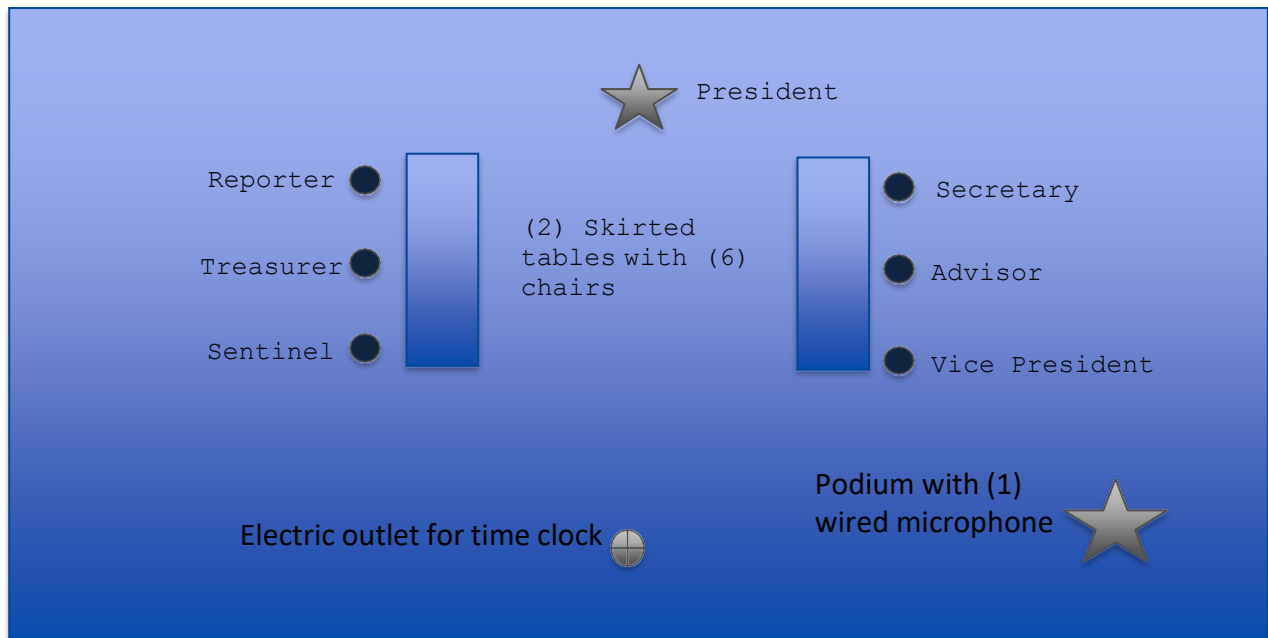 President
Reporter
Secretary
(2) Skirted
tables with (6)
chairs
Treasurer
Advisor
Sentinel
Vice President
Podium with (1)
wired microphone
Electric outlet for time clock